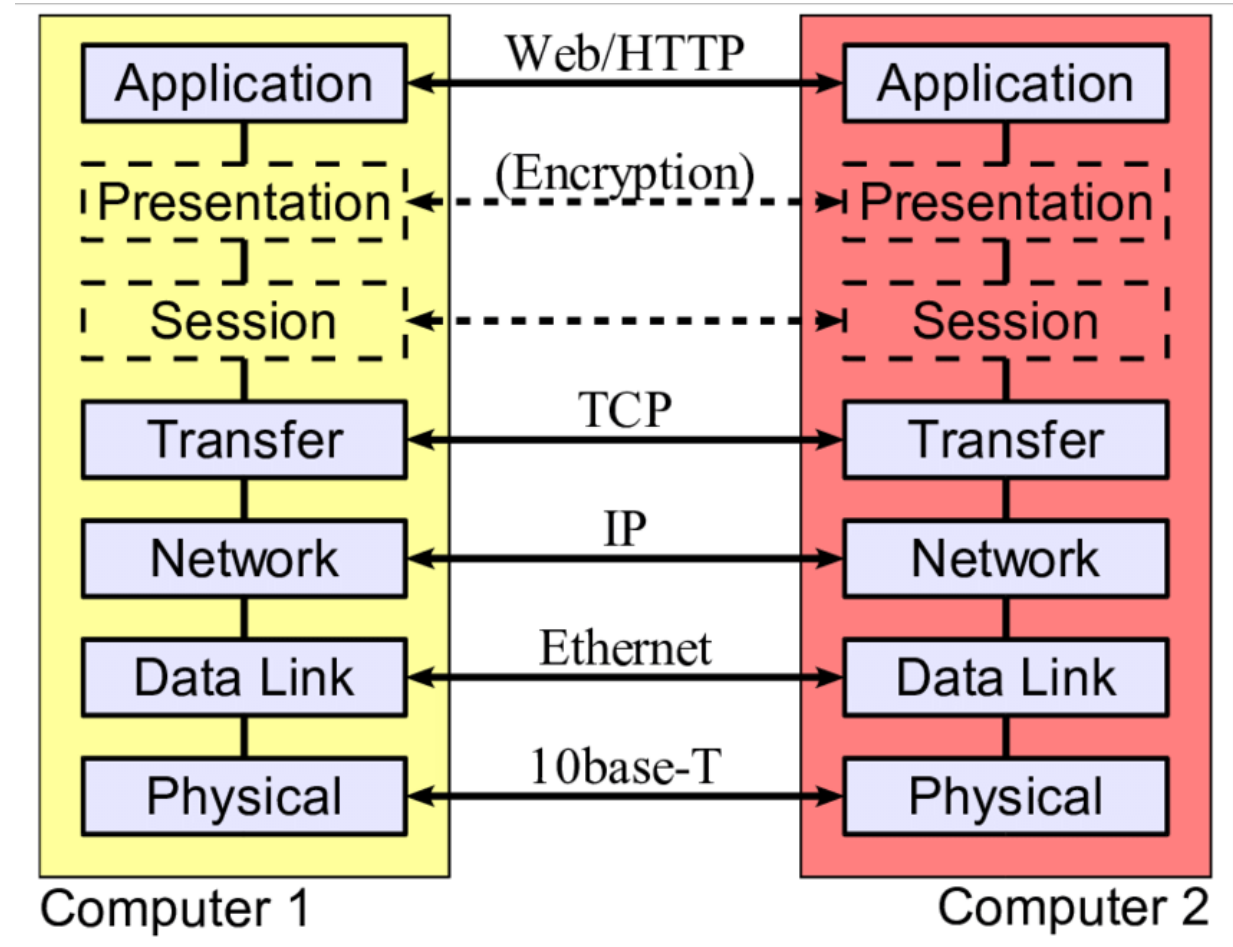 Web/HTTP
Application Application
(Encryption)
Presentation Presentation
Session Session
TCP
Transfer Transfer
IP
Network Network
Ethernet
Data Link Data Link
10base-T
Physical Physical
Computer 1 Computer 2